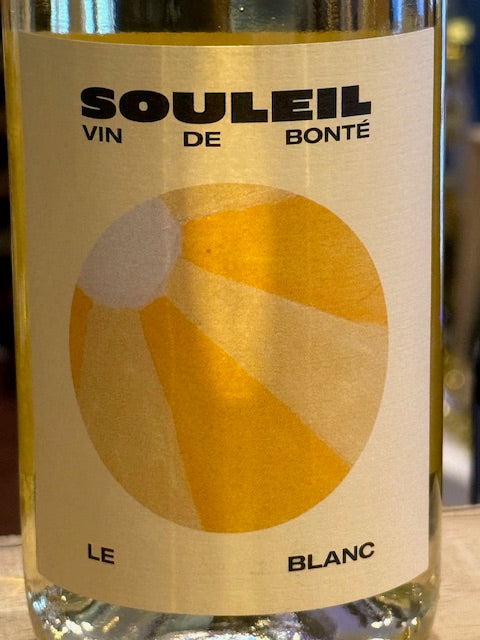 SOULEIL
VIN DE BONTÉ
LE BLANC